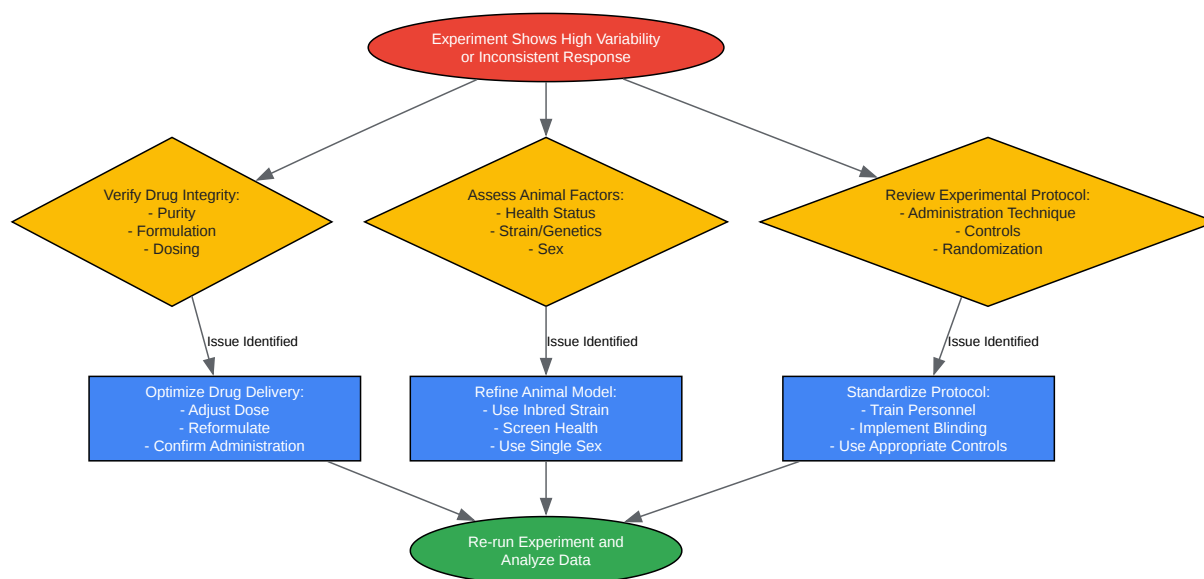 Experiment Shows High Variability
or Inconsistent Response
Verify Drug Integrity:
- Purity
- Formulation
- Dosing
Assess Animal Factors:
- Health Status
- Strain/Genetics
- Sex
Review Experimental Protocol:
- Administration Technique
- Controls
- Randomization
Issue Identified
Issue Identified
Issue Identified
Optimize Drug Delivery:
- Adjust Dose
- Reformulate
- Confirm Administration
Refine Animal Model:
- Use Inbred Strain
- Screen Health
- Use Single Sex
Standardize Protocol:
- Train Personnel
- Implement Blinding
- Use Appropriate Controls
Re-run Experiment and
Analyze Data